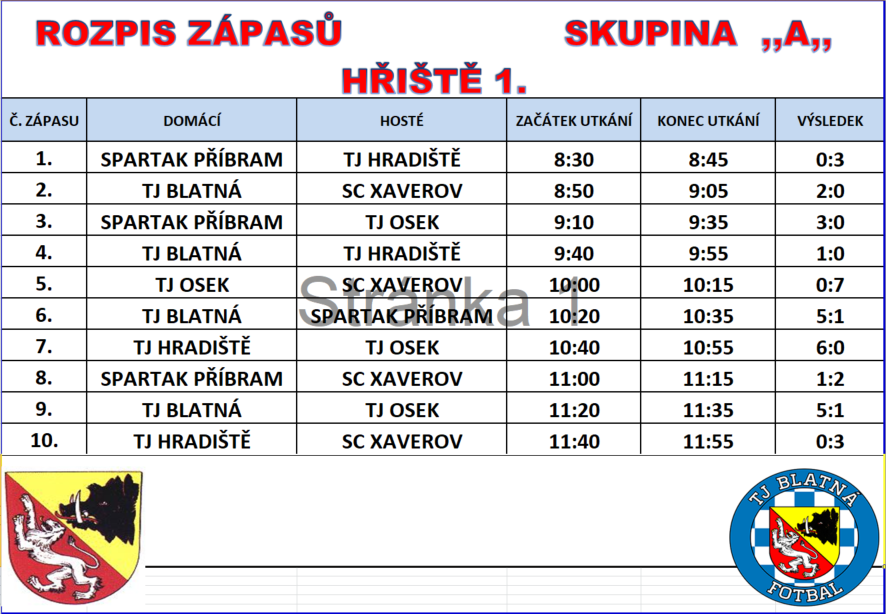 ROZPIS ZÁPASŮ SKUPINA ,,A,,
HŘIŠTĚ 1.
Č. ZÁPASU DOMÁCÍ HOSTÉ ZAČÁTEK UTKÁNÍ KONEC UTKÁNÍ VÝSLEDEK
1. SPARTAK PŘÍBRAM TJ HRADIŠTĚ 8:30 8:45 0:3
2. TJ BLATNÁ SC XAVEROV 8:50 9:05 2:0
3. SPARTAK PŘÍBRAM TJ OSEK 9:10 9:35 3:0
4. TJ BLATNÁ TJ HRADIŠTĚ 9:40 9:55 1:0
5. TJ OSEK SC XAVEROV 10:00 10:15 0:7
Stránka 1
6. TJ BLATNÁ SPARTAK PŘÍBRAM 10:20 10:35 5:1
7. TJ HRADIŠTĚ TJ OSEK 10:40 10:55 6:0
8. SPARTAK PŘÍBRAM SC XAVEROV 11:00 11:15 1:2
9. TJ BLATNÁ TJ OSEK 11:20 11:35 5:1
10. TJ HRADIŠTĚ SC XAVEROV 11:40 11:55 0:3
TJ BLATNÁ
FOTBAL